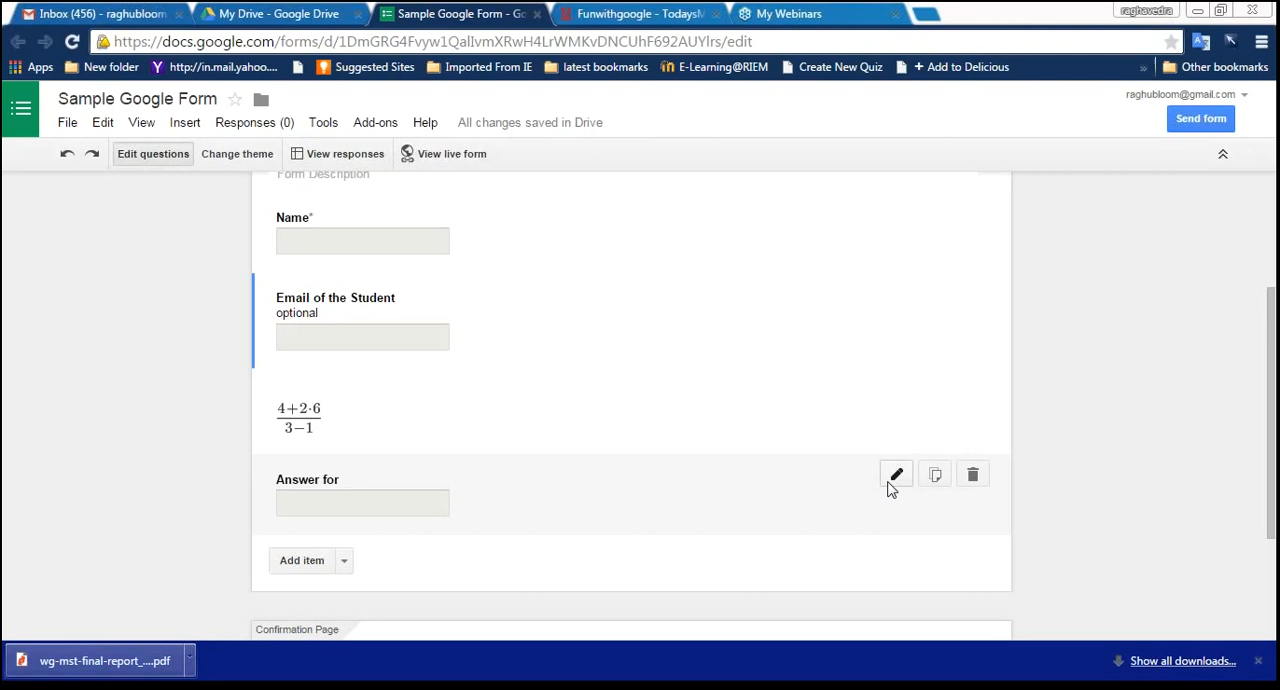 Inbox (456) - raghubloom
My Drive - Google Drive
Sample Google Form - Go
Funwithgoogle - TodaysM
My Webinars
raghavedra
https://docs.google.com/forms/d/1DmGRG4Fvyw1QalIvmXRwH4LrWMKvDNCUhF692AUYlrs/edit
Apps
New folder
http://in.mail.yahoo....
Suggested Sites
Imported From IE
latest bookmarks
E-Learning@RIEM
Create New Quiz
+ Add to Delicious
»
Other bookmarks
Sample Google Form
raghubloom@gmail.com
File Edit View Insert Responses (0) Tools Add-ons Help All changes saved in Drive
Send form
Edit questions
Change theme
View responses
View live form
Form Description
Name*
Email of the Student
optional
4+2·6
3−1
Answer for
Add item
Confirmation Page
wg-mst-final-report_....pdf
Show all downloads...